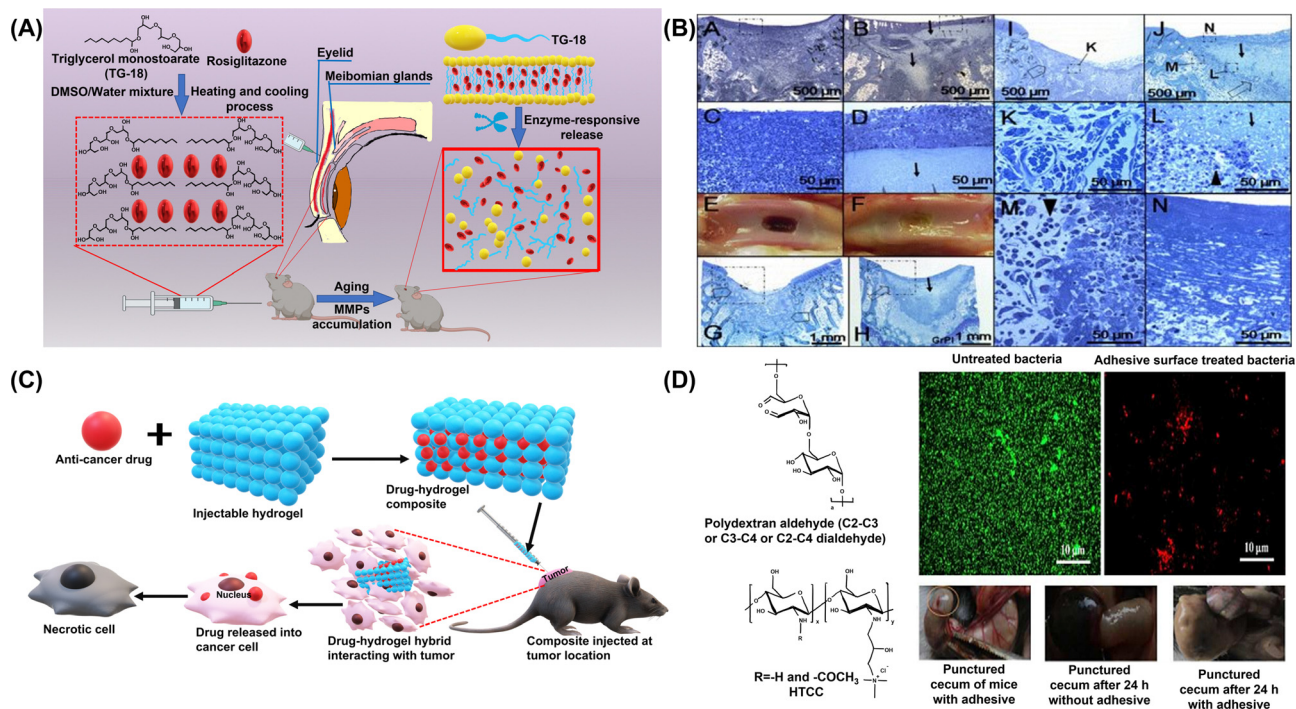 (A)
Triglycerol monostoarate
(TG-18)
Rosiglitazone
DMSO/Water mixture
Heating and cooling
process
Eyelid
Meibomian glands
TG-18
Enzyme-responsive
release
Aging
MMPs
accumulation
(B)
A
B
I
K
J
N
M
L
500 µm
500 µm
500 µm
500 µm
C
D
K
L
50 µm
50 µm
50 µm
50 µm
E
F
M
N
G
H
GrPl
1 mm
1 mm
50 µm
50 µm
(C)
Anti-cancer drug
+
Injectable hydrogel
Drug-hydrogel
composite
Tumor
Composite injected at
tumor location
Drug-hydrogel hybrid
interacting with tumor
Nucleus
Drug released into
cancer cell
Necrotic cell
(D)
Untreated bacteria
Adhesive surface treated bacteria
10 µm
10 µm
Polydextran aldehyde (C2-C3
or C3-C4 or C2-C4 dialdehyde)
R=-H and -COCH3
HTCC
Punctured
cecum of mice
with adhesive
Punctured
cecum after 24 h
without adhesive
Punctured
cecum after 24 h
with adhesive